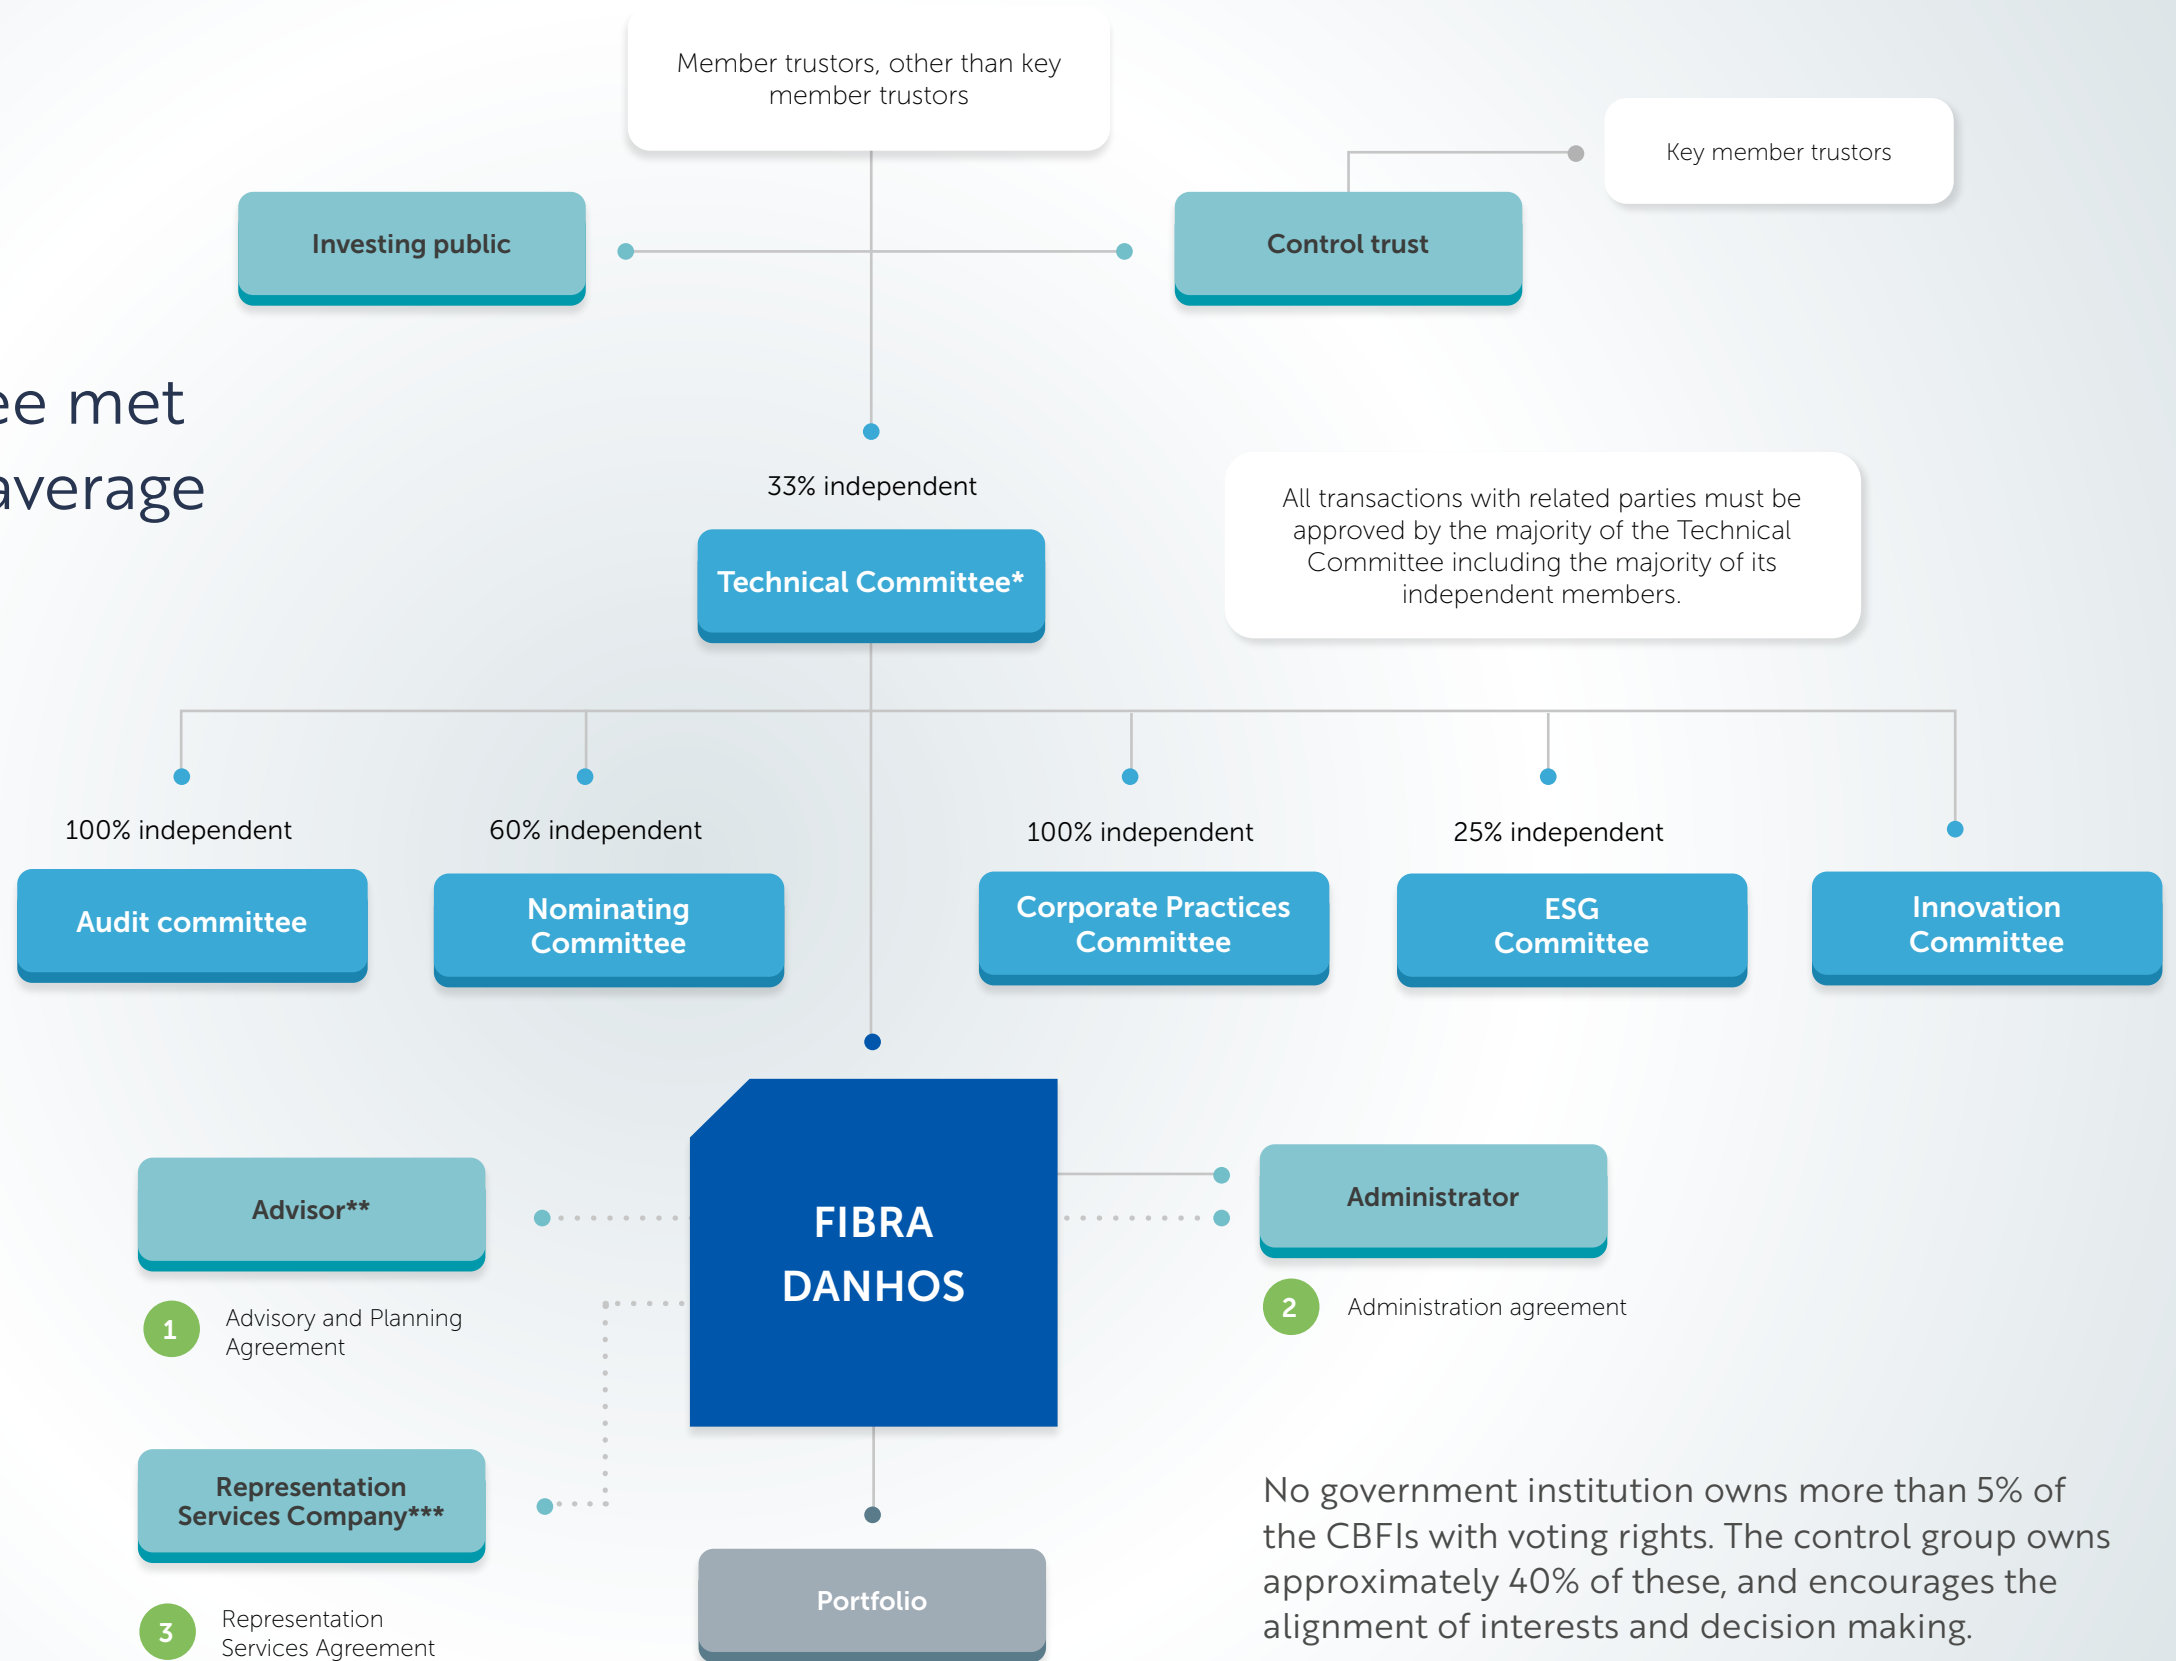 Member trustors, other than key
member trustors
Key member trustors
Investing public
Control trust
met
average
33% independent
Technical Committee*
All transactions with related parties must be
approved by the majority of the Technical
Committee including the majority of its
independent members.
100% independent
Audit committee
60% independent
Nominating
Committee
100% independent
Corporate Practices
Committee
25% independent
ESG
Committee
Innovation
Committee
FIBRA
DANHOS
Advisor**
1
Advisory and Planning
Agreement
Administrator
2
Administration agreement
Representation
Services Company***
3
Representation
Services Agreement
Portfolio
No government institution owns more than 5% of
the CBFIs with voting rights. The control group owns
approximately 40% of these, and encourages the
alignment of interests and decision making.